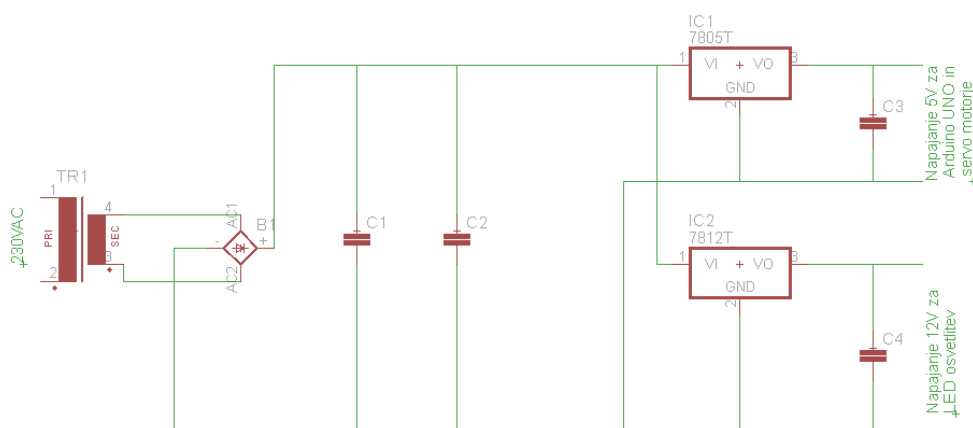 IC1
7805T
1
VI
+
VO
3
GND
2
C3
Napajanje 5V za
Arduino UNO in
servo motorje
TR1
1
4
230VAC
PRI
SEC
2
3
AC1
B1
-
+
AC2
C1
C2
IC2
7812T
1
VI
+
VO
3
GND
2
C4
Napajanje 12V za
LED osvetlitev